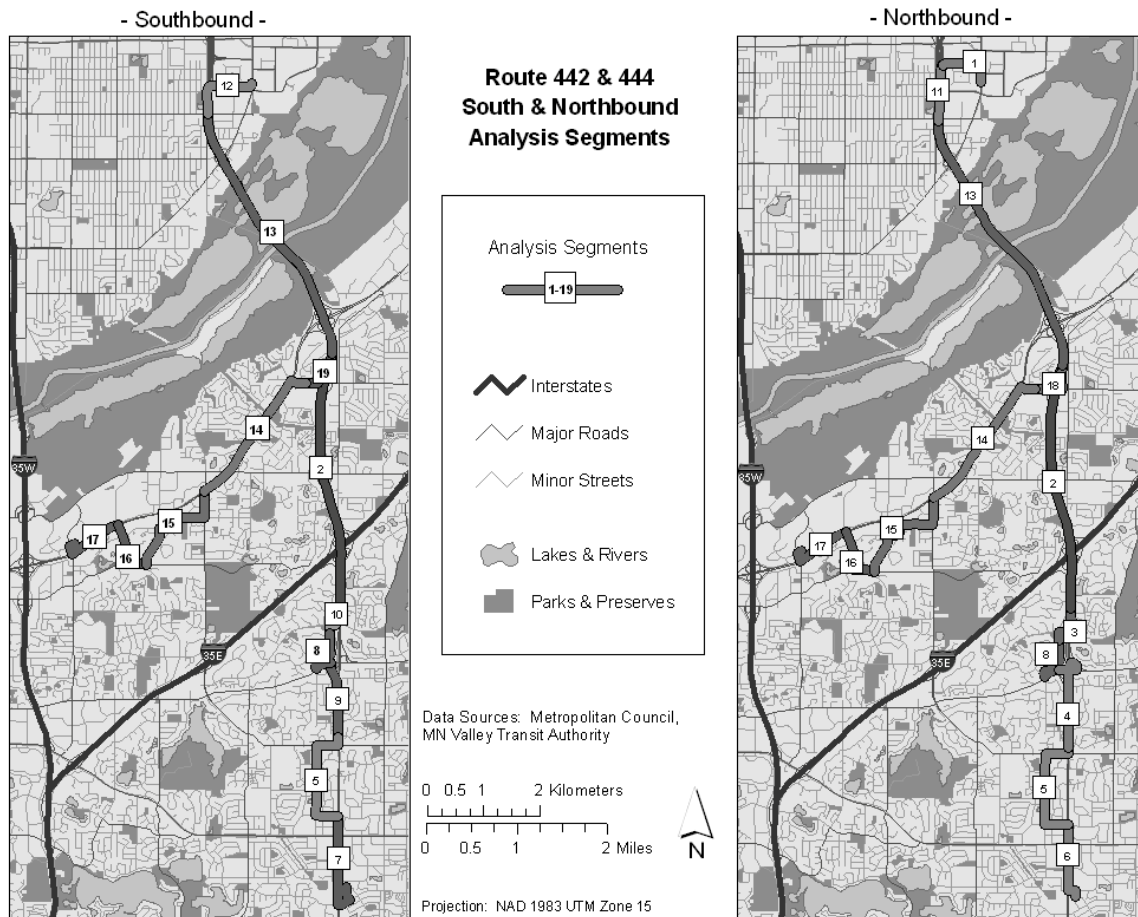 - Southbound -
12
13
19
14
2
15
17
16
10
8
9
5
7
35W
35E
Route 442 & 444
South & Northbound
Analysis Segments
Analysis Segments
1-19
Interstates
Major Roads
Minor Streets
Lakes & Rivers
Parks & Preserves
Data Sources: Metropolitan Council,
MN Valley Transit Authority
0 0.5 1 2 Kilometers
0 0.5 1 2 Miles
N
Projection: NAD 1983 UTM Zone 15
- Northbound -
1
11
13
18
14
2
15
17
16
3
8
4
5
6
35W
35E